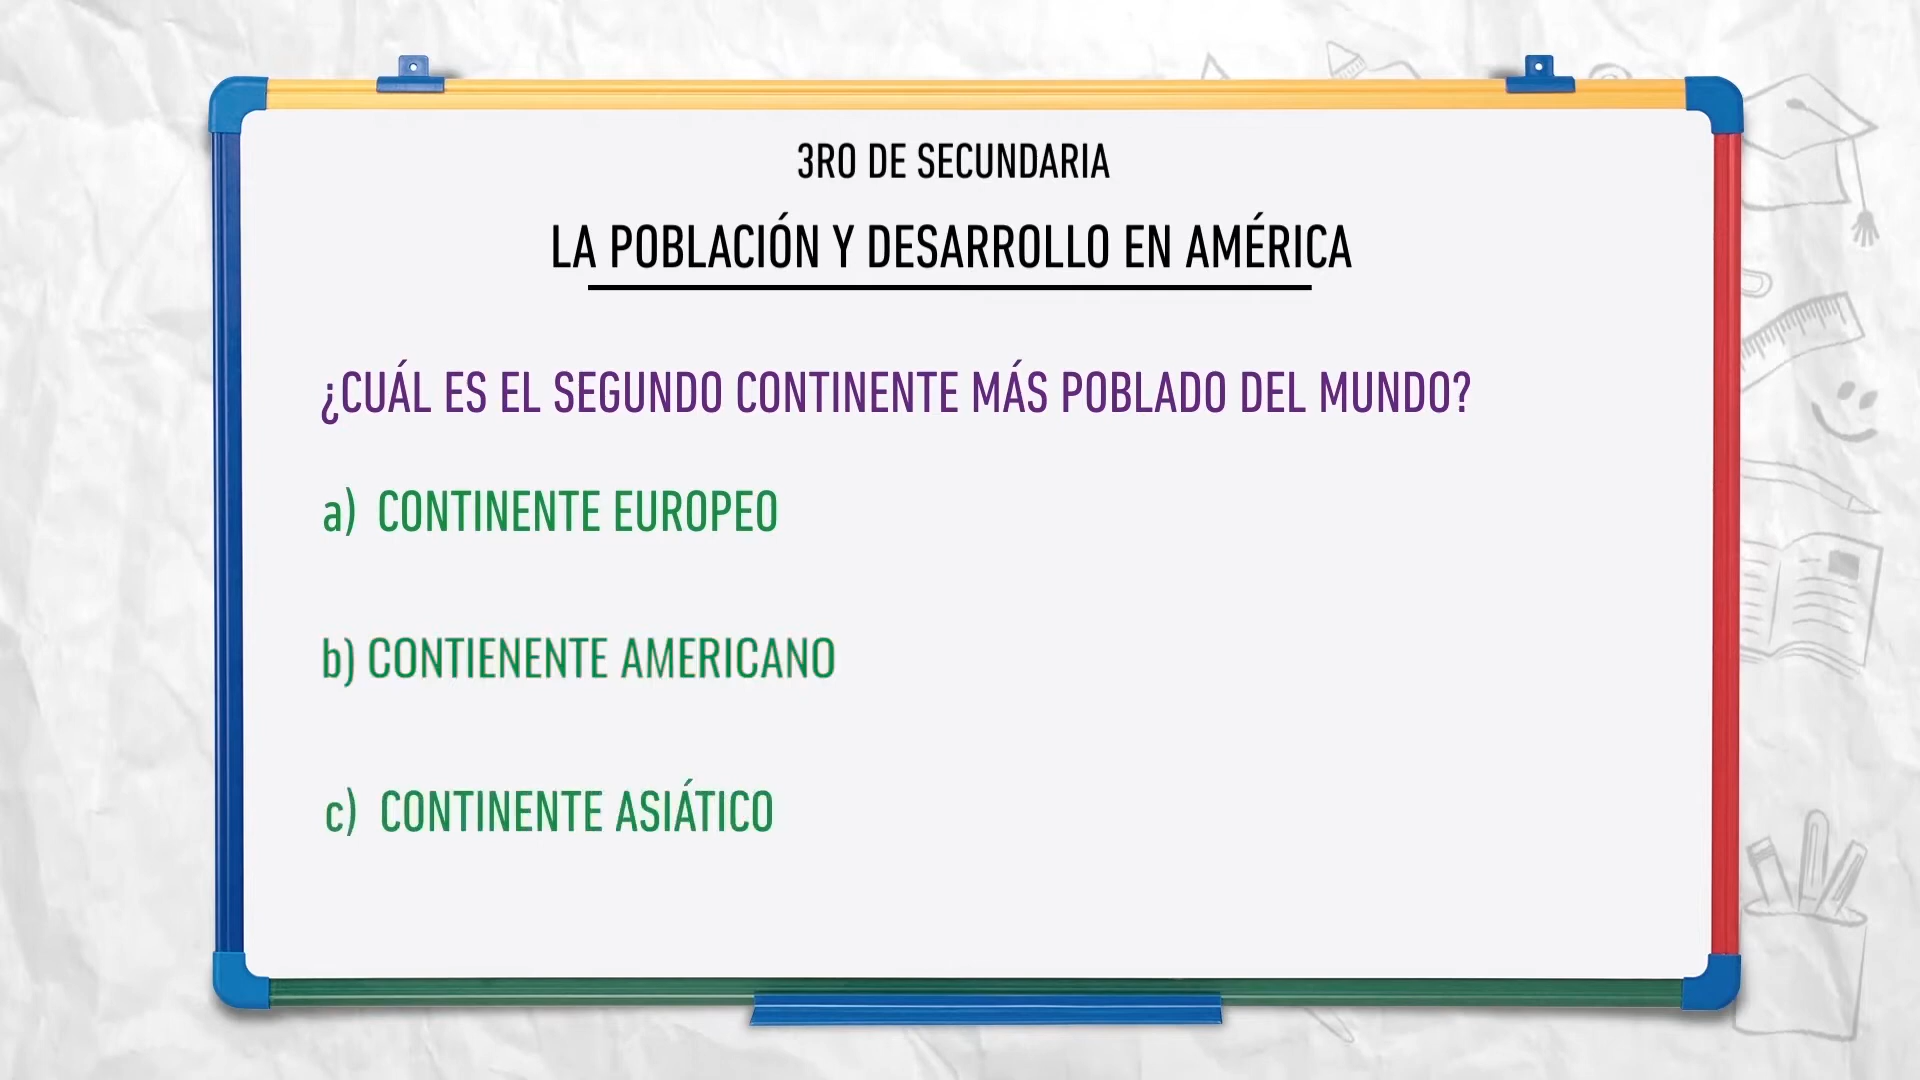 3RO DE SECUNDARIA
LA POBLACIÓN Y DESARROLLO EN AMÉRICA
¿CUÁL ES EL SEGUNDO CONTINENTE MÁS POBLADO DEL MUNDO?
a) CONTINENTE EUROPEO
b) CONTIENENTE AMERICANO
c) CONTINENTE ASIÁTICO